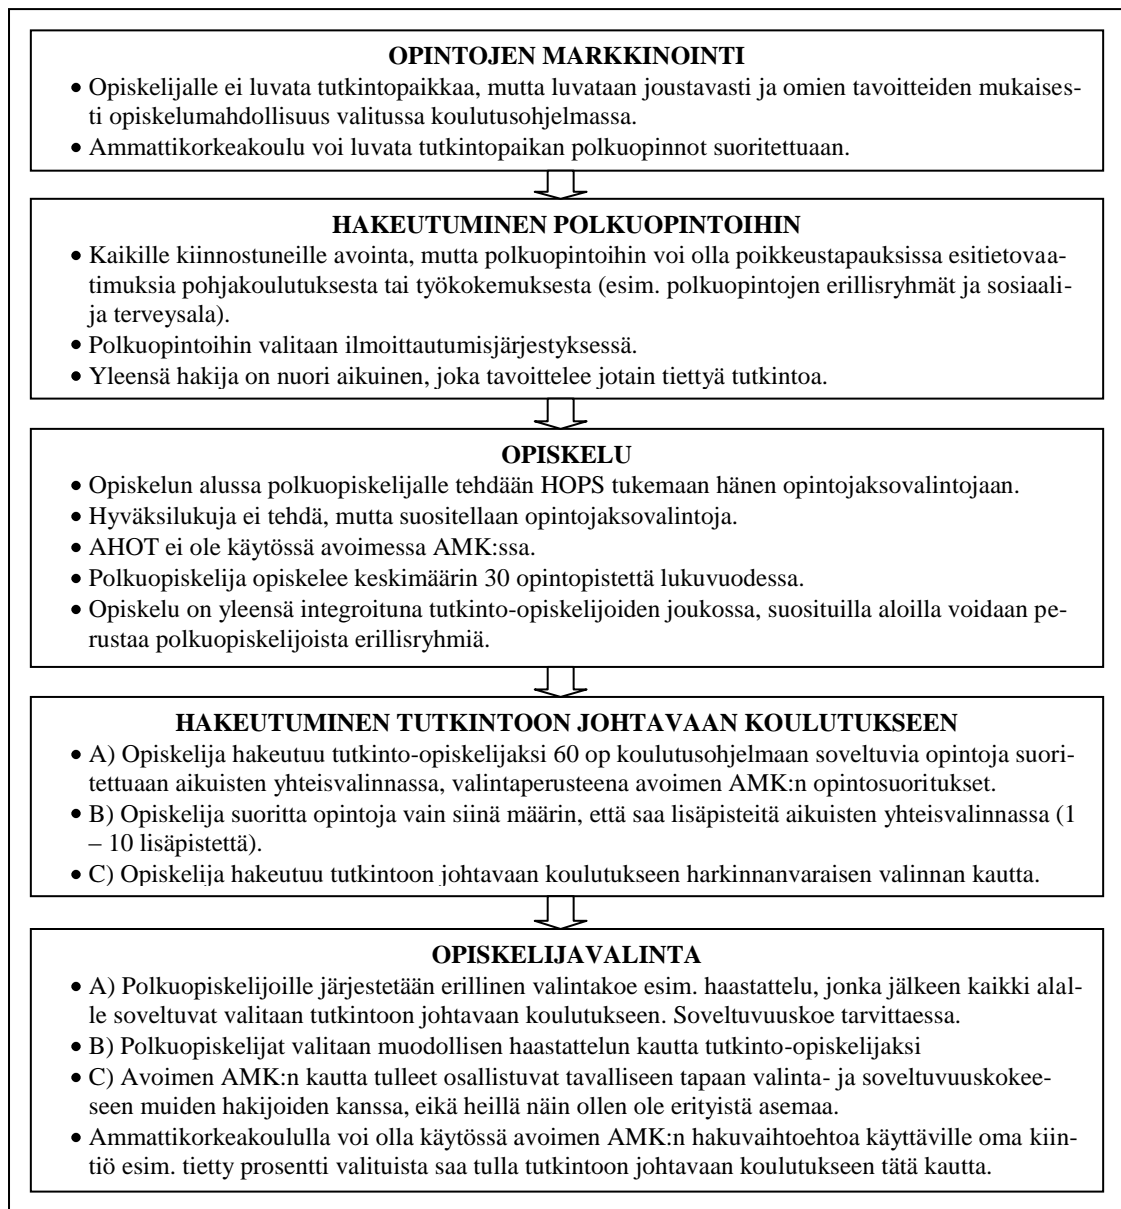 OPINTOJEN MARKKINOINTI
• Opiskelijalle ei luvata tutkintopaikkaa, mutta luvataan joustavasti ja omien tavoitteiden mukaises-
ti opiskelumahdollisuus valitussa koulutusohjelmassa.
• Ammattikorkeakoulu voi luvata tutkintopaikan polkuopinnot suoritettuaan.
HAKEUTUMINEN POLKUOPINTOIHIN
• Kaikille kiinnostuneille avointa, mutta polkuopintoihin voi olla poikkeustapauksissa esitietovaa-
timuksia pohjakoulutuksesta tai työkokemuksesta (esim. polkuopintojen erillisryhmät ja sosiaali-
ja terveysala).
• Polkuopintoihin valitaan ilmoittautumisjärjestyksessä.
• Yleensä hakija on nuori aikuinen, joka tavoittelee jotain tiettyä tutkintoa.
OPISKELU
• Opiskelun alussa polkuopiskelijalle tehdään HOPS tukemaan hänen opintojaksovalintojaan.
• Hyväksilukuja ei tehdä, mutta suositellaan opintojaksovalintoja.
• AHOT ei ole käytössä avoimessa AMK:ssa.
• Polkuopiskelija opiskelee keskimäärin 30 opintopistettä lukuvuodessa.
• Opiskelu on yleensä integroituna tutkinto-opiskelijoiden joukossa, suosituilla aloilla voidaan pe-
rustaa polkuopiskelijoista erillisryhmiä.
HAKEUTUMINEN TUTKINTOON JOHTAVAAN KOULUTUKSEEN
• A) Opiskelija hakeutuu tutkinto-opiskelijaksi 60 op koulutusohjelmaan soveltuvia opintoja suori-
tettuaan aikuisten yhteisvalinnassa, valintaperusteena avoimen AMK:n opintosuoritukset.
• B) Opiskelija suoritta opintoja vain siinä määrin, että saa lisäpisteitä aikuisten yhteisvalinnassa (1
– 10 lisäpistettä).
• C) Opiskelija hakeutuu tutkintoon johtavaan koulutukseen harkinnanvaraisen valinnan kautta.
OPISKELIJAVALINTA
• A) Polkuopiskelijoille järjestetään erillinen valintakoe esim. haastattelu, jonka jälkeen kaikki alal-
le soveltuvat valitaan tutkintoon johtavaan koulutukseen. Soveltuvuuskoe tarvittaessa.
• B) Polkuopiskelijat valitaan muodollisen haastattelun kautta tutkinto-opiskelijaksi
• C) Avoimen AMK:n kautta tulleet osallistuvat tavalliseen tapaan valinta- ja soveltuvuuskokee-
seen muiden hakijoiden kanssa, eikä heillä näin ollen ole erityistä asemaa.
• Ammattikorkeakoululla voi olla käytössä avoimen AMK:n hakuvaihtoehtoa käyttäville oma kiin-
tiö esim. tietty prosentti valituista saa tulla tutkintoon johtavaan koulutukseen tätä kautta.